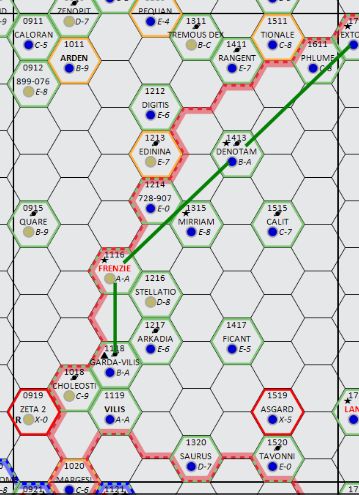 0911
CALORAN
C-5
ZENOPIT
D-7
PEQUAN
E-4
1311
TREMOUS DEX
B-C
1511
TIONALE
C-8
1011
ARDEN
B-9
1411
RANGENT
E-7
1611
PHLUME
0912
899-076
E-8
1212
DIGITIS
E-6
1213
EDININA
E-7
1413
DENOTAM
B-A
1214
728-907
E-0
0915
QUARE
B-9
1315
MIRRIAM
E-8
1515
CALIT
C-7
1116
FRENZIE
A-A
1216
STELLATIO
D-8
1217
ARKADIA
E-6
1417
FICANT
E-5
1118
GARDA-VILIS
B-A
1018
CHOLEOSTI
C-9
0919
ZETA 2
R X-0
1119
VILIS
A-A
1519
ASGARD
X-5
LAN
1320
SAURUS
D-7
1520
TAVONNI
E-0
1020
MARGESI
C-6
0921
1121